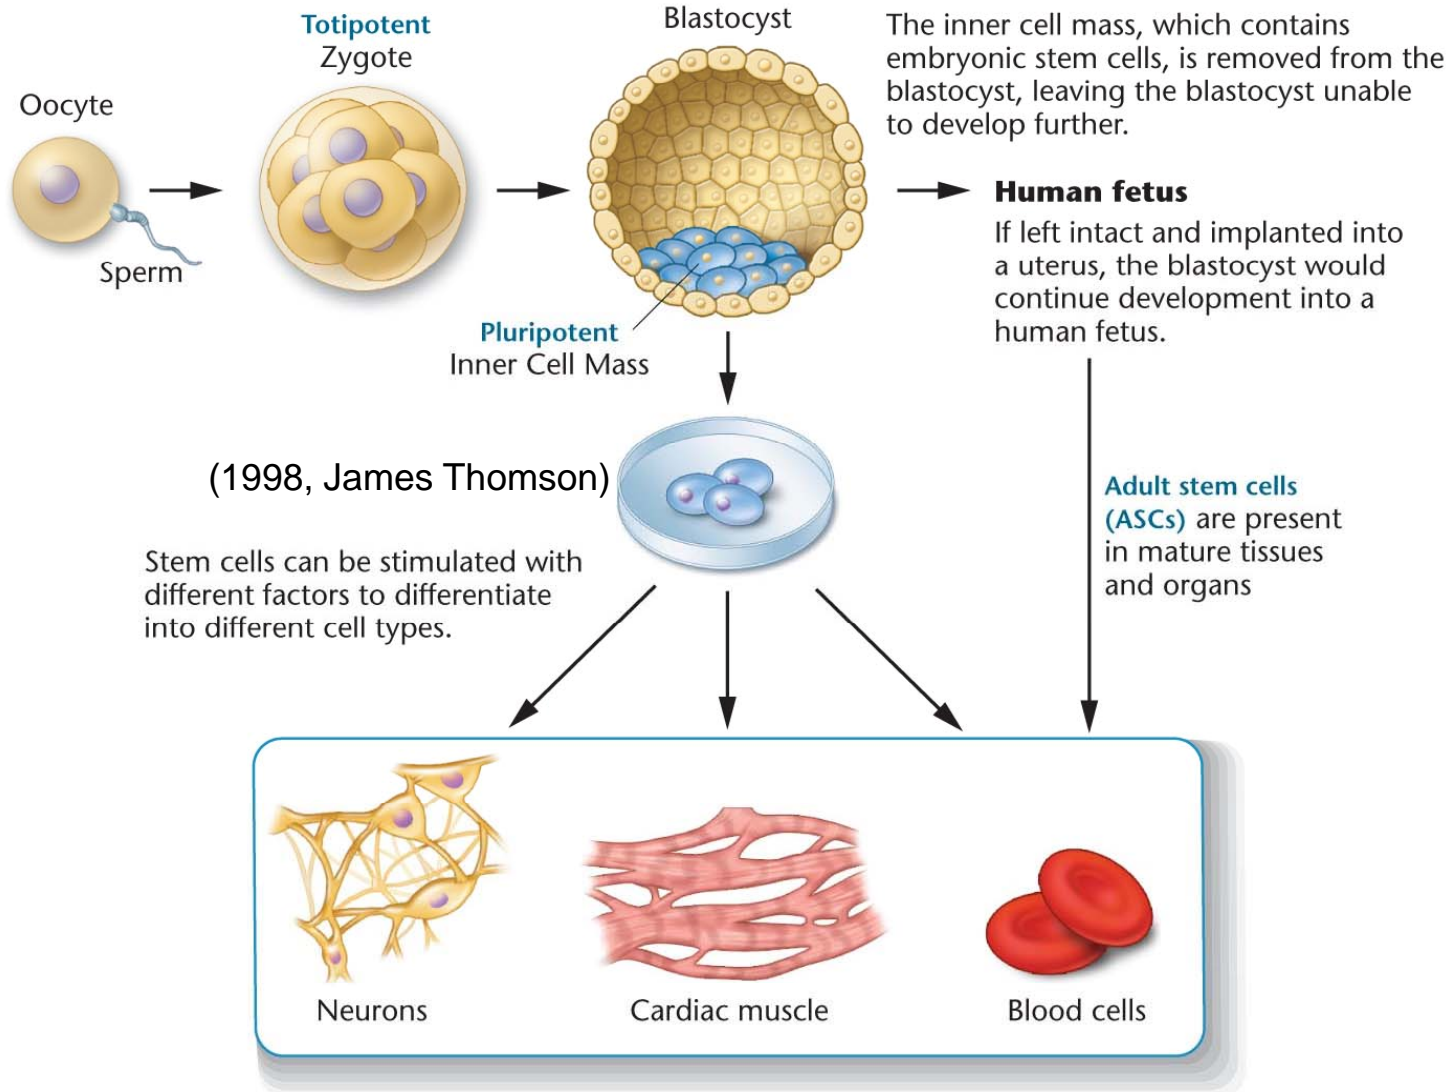 Totipotent
Zygote
Blastocyst
The inner cell mass, which contains
embryonic stem cells, is removed from the
blastocyst, leaving the blastocyst unable
to develop further.
Oocyte
Sperm
Human fetus
If left intact and implanted into
a uterus, the blastocyst would
continue development into a
human fetus.
Pluripotent
Inner Cell Mass
(1998, James Thomson)
Adult stem cells
(ASCs) are present
in mature tissues
and organs
Stem cells can be stimulated with
different factors to differentiate
into different cell types.
Neurons
Cardiac muscle
Blood cells